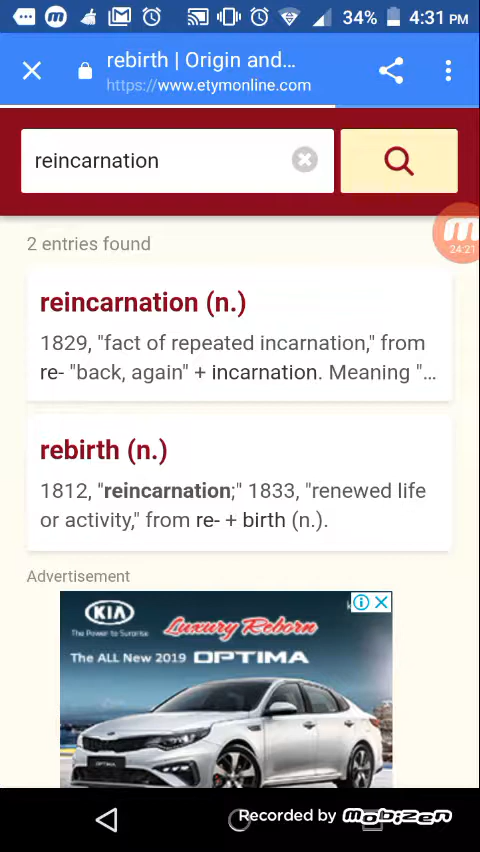 34% 4:31 PM
rebirth | Origin and...
https://www.etymonline.com
reincarnation
2 entries found
24:21
reincarnation (n.)
1829, "fact of repeated incarnation," from
re- "back, again" + incarnation. Meaning "...
rebirth (n.)
1812, "reincarnation;" 1833, "renewed life
or activity," from re- + birth (n.).
Advertisement
KIA
The Power to Surprise
Luxury Reborn
The ALL New 2019 OPTIMA
Recorded by MOBIZEN